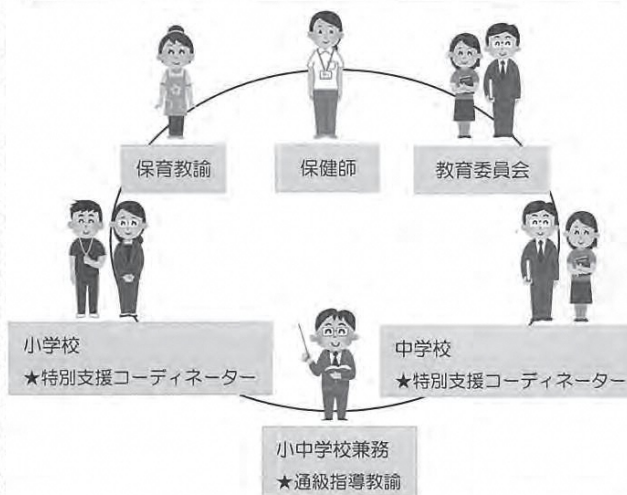 保育教諭
保健師
教育委員会
小学校
★特別支援コーディネーター
中学校
★特別支援コーディネーター
小中学校兼務
★通級指導教諭